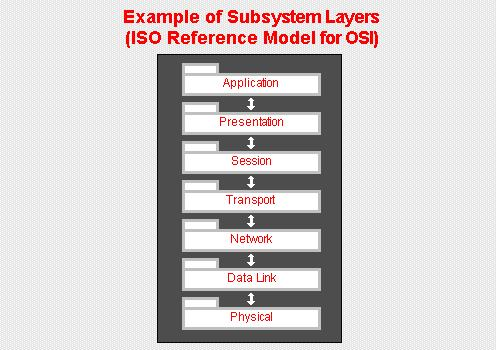 Example of Subsystem Layers
(ISO Reference Model for OSI)
Application
Presentation
Session
Transport
Network
Data Link
Physical